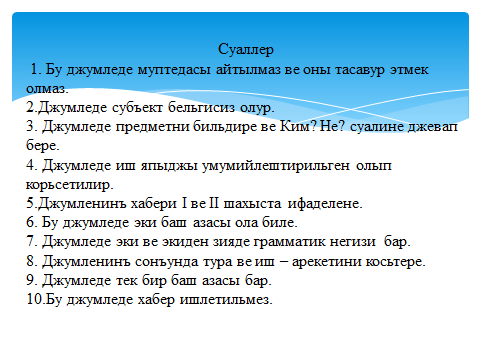 Суаллер
1. Бу джумледе муптедасы айтылмаз ве оны тасавур этмек
олмаз.
2.Джумледе субъект бельгисиз олур.
3. Джумледе предметни бильдире ве Ким? Не? суалине джевап
бере.
4. Джумледе иш япыджы умумийлештирильген олып
корьсетилир.
5.Джумленинъ хабери I ве II шахыста ифаделене.
6. Бу джумледе эки баш азасы ола биле.
7. Джумледе эки ве экиден зияде грамматик негизи бар.
8. Джумленинъ сонъунда тура ве иш – арекетини косьтере.
9. Джумледе тек бир баш азасы бар.
10.Бу джумледе хабер ишлетильмез.